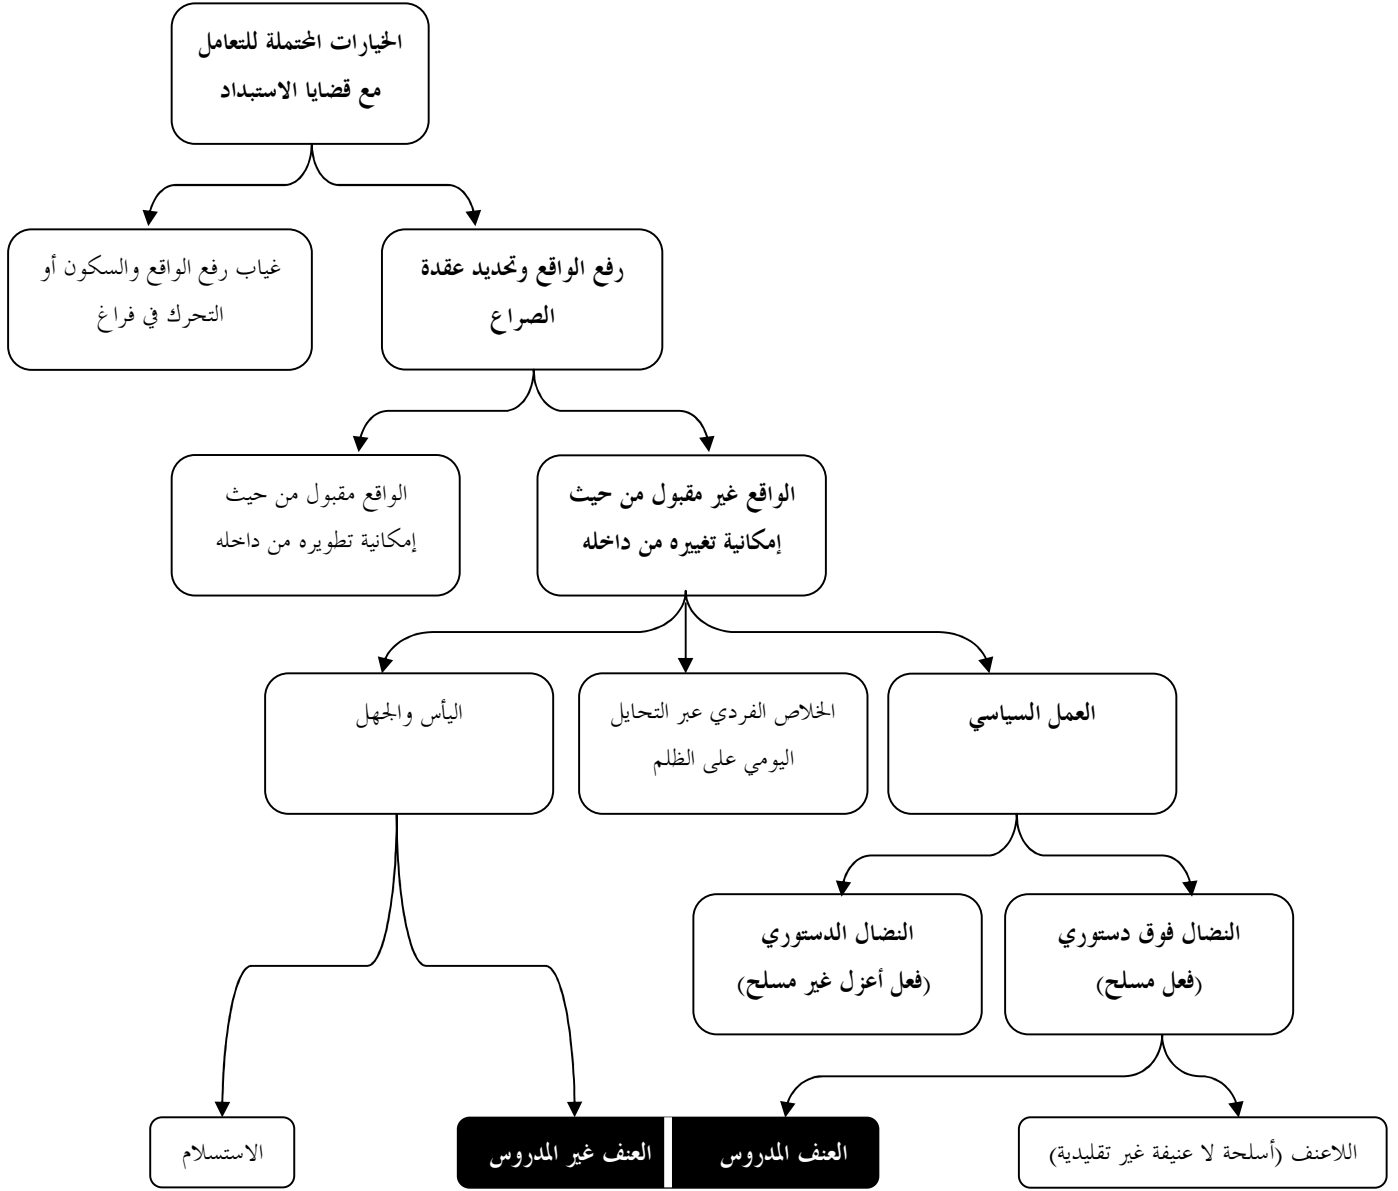 الخيارات المحتملة للتعامل
مع قضايا الاستبداد
رفع الواقع وتحديد عقدة
الصراع
غياب رفع الواقع والسكون أو
التحرك في فراغ
الواقع غير مقبول من حيث
إمكانية تغييره من داخله
الواقع مقبول من حيث
إمكانية تطويره من داخله
العمل السياسي
الخلاص الفردي عبر التحايل
اليومي على الظلم
اليأس والجهل
النضال فوق دستوري
(فعل مسلح)
النضال الدستوري
(فعل أعزل غير مسلح)
اللاعنف (أسلحة لا عنيفة غير تقليدية)
العنف المدروس
العنف غير المدروس
الاستسلام